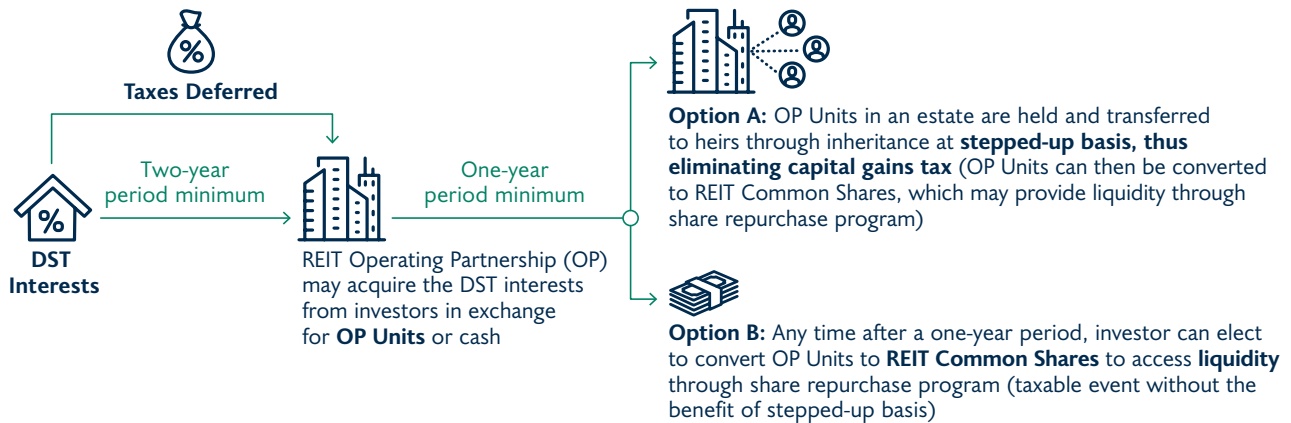 %
Taxes Deferred
Two-year
period minimum
One-year
period minimum
%
DST
Interests
REIT Operating Partnership (OP)
may acquire the DST interests
from investors in exchange
for OP Units or cash
Option A: OP Units in an estate are held and transferred
to heirs through inheritance at stepped-up basis, thus
eliminating capital gains tax (OP Units can then be converted
to REIT Common Shares, which may provide liquidity through
share repurchase program)
Option B: Any time after a one-year period, investor can elect
to convert OP Units to REIT Common Shares to access liquidity
through share repurchase program (taxable event without the
benefit of stepped-up basis)